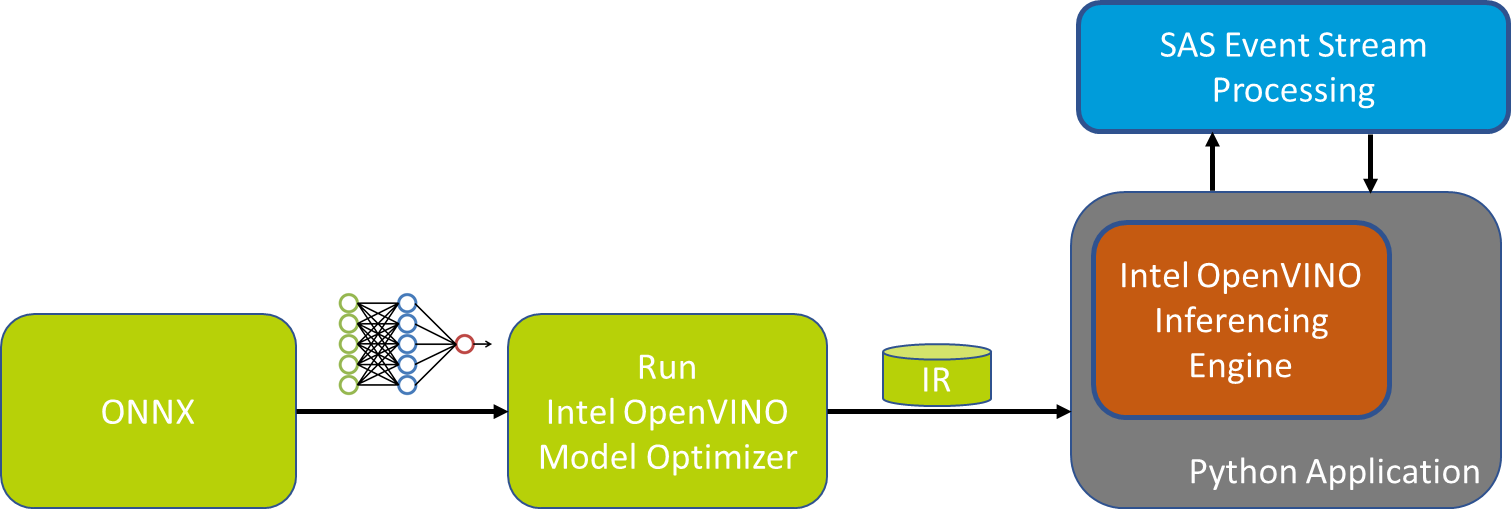 SAS Event Stream
Processing
ONNX
Run
Intel OpenVINO
Model Optimizer
IR
Intel OpenVINO
Inferencing
Engine
Python Application